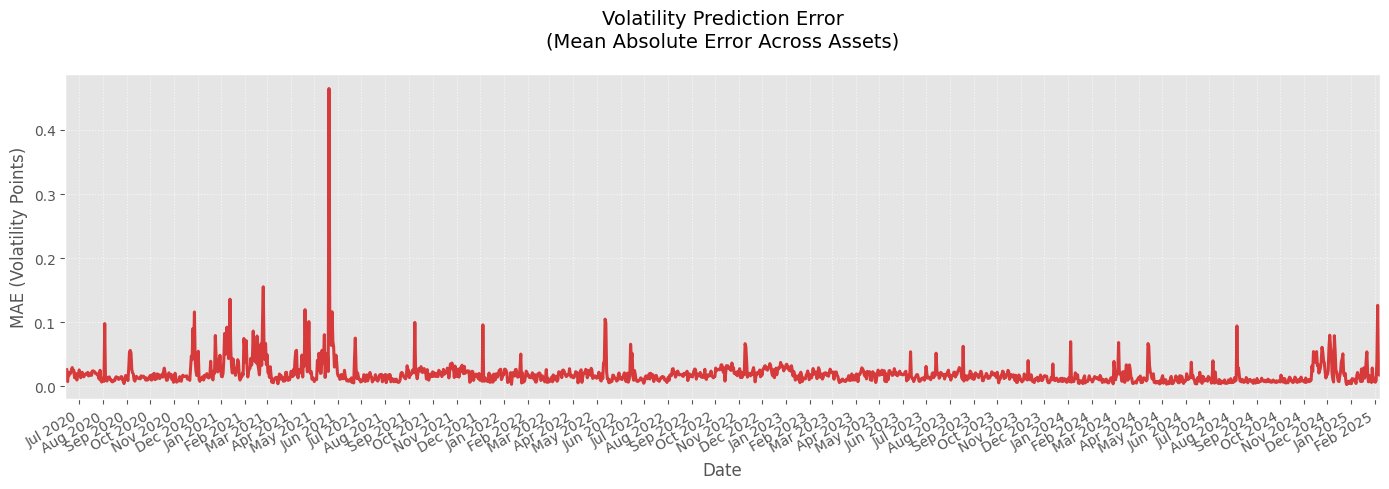 Volatility Prediction Error
(Mean Absolute Error Across Assets)
MAE (Volatility Points)
0.4
0.3
0.2
0.1
0.0
Jul 2020
Aug 2020
Sep 2020
Oct 2020
Nov 2020
Dec 2020
Jan 2021
Feb 2021
Mar 2021
Apr 2021
May 2021
Jun 2021
Jul 2021
Aug 2021
Sep 2021
Oct 2021
Nov 2021
Dec 2021
Jan 2022
Feb 2022
Mar 2022
Apr 2022
May 2022
Jun 2022
Jul 2022
Aug 2022
Sep 2022
Oct 2022
Nov 2022
Dec 2022
Jan 2023
Feb 2023
Mar 2023
Apr 2023
May 2023
Jun 2023
Jul 2023
Aug 2023
Sep 2023
Oct 2023
Nov 2023
Dec 2023
Jan 2024
Feb 2024
Mar 2024
Apr 2024
May 2024
Jun 2024
Jul 2024
Aug 2024
Sep 2024
Oct 2024
Nov 2024
Dec 2024
Jan 2025
Feb 2025
Date